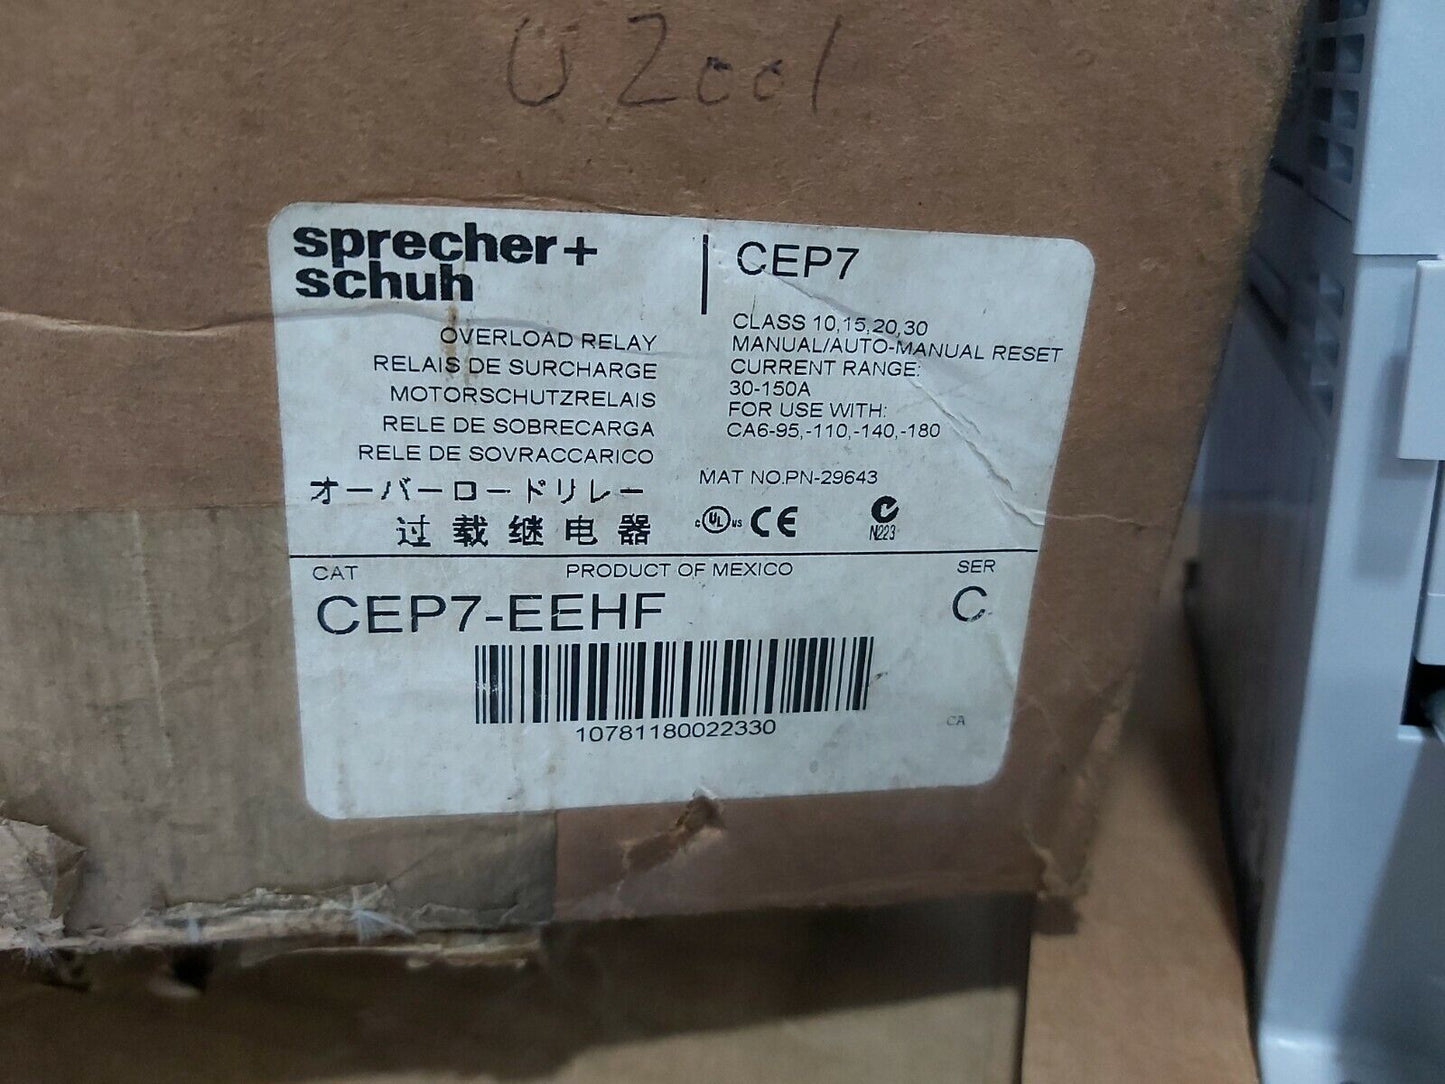 U 2001
sprecher+
schuh
CEP7
OVERLOAD RELAY
RELAIS DE SURCHARGE
MOTORSCHUTZRELAIS
RELE DE SOBRECARGA
RELE DE SOVRACCARICO
オーバーロードリレー
过载继电器
CLASS 10,15,20,30
MANUAL/AUTO-MANUAL RESET
CURRENT RANGE:
30-150A
FOR USE WITH:
CA6-95,-110,-140,-180
MAT NO.PN-29643
c UL us CE N223
CAT PRODUCT OF MEXICO SER
CEP7-EEHF C
10781180022330
CA